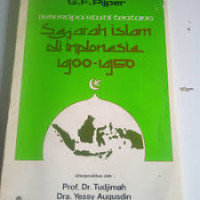 G.F. Pijper
Beberapa studi tentang
Sejarah Islam
di Indonesia
1900-1950
diterjemahkan oleh :
Prof. Dr. Tudjimah
Dra. Yessy Augusdin